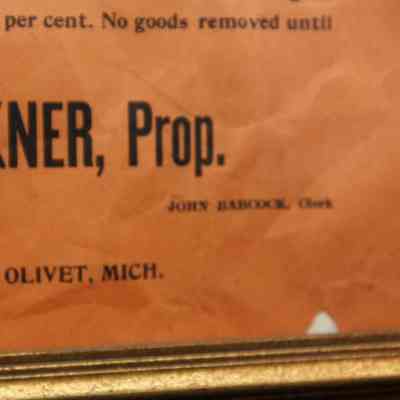 per cent. No goods removed until
KNER, Prop.
JOHN BABCOCK, Clerk
OLIVET, MICH.